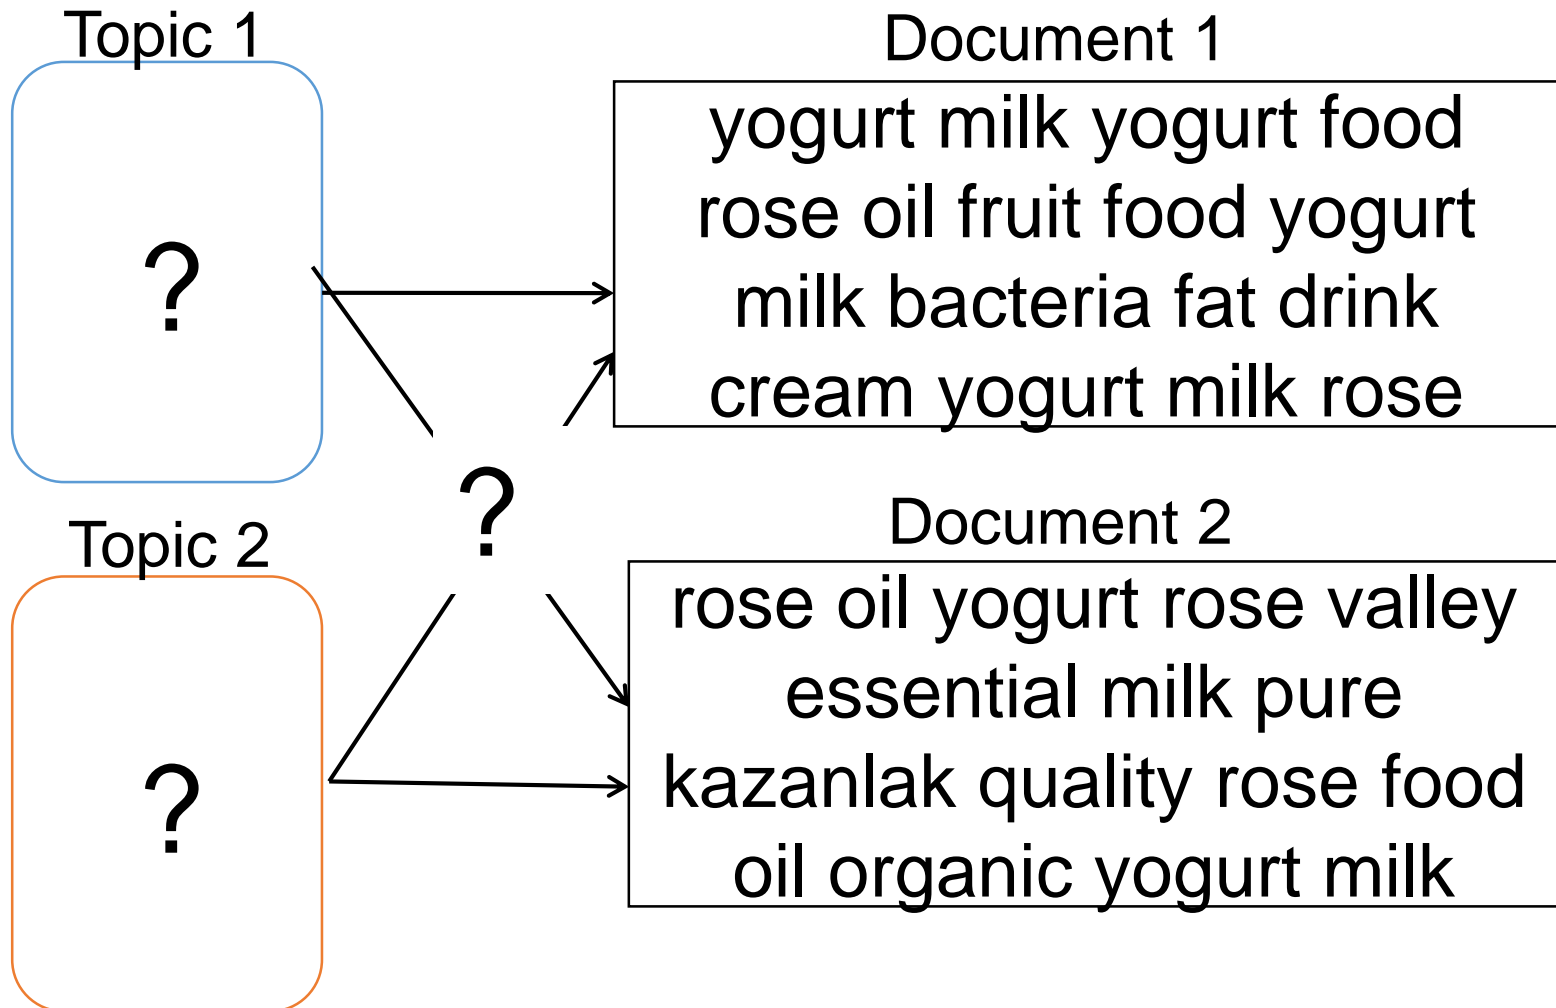 Topic 1
?
Document 1
yogurt milk yogurt food
rose oil fruit food yogurt
milk bacteria fat drink
cream yogurt milk rose
?
Topic 2
?
Document 2
rose oil yogurt rose valley
essential milk pure
kazanlak quality rose food
oil organic yogurt milk